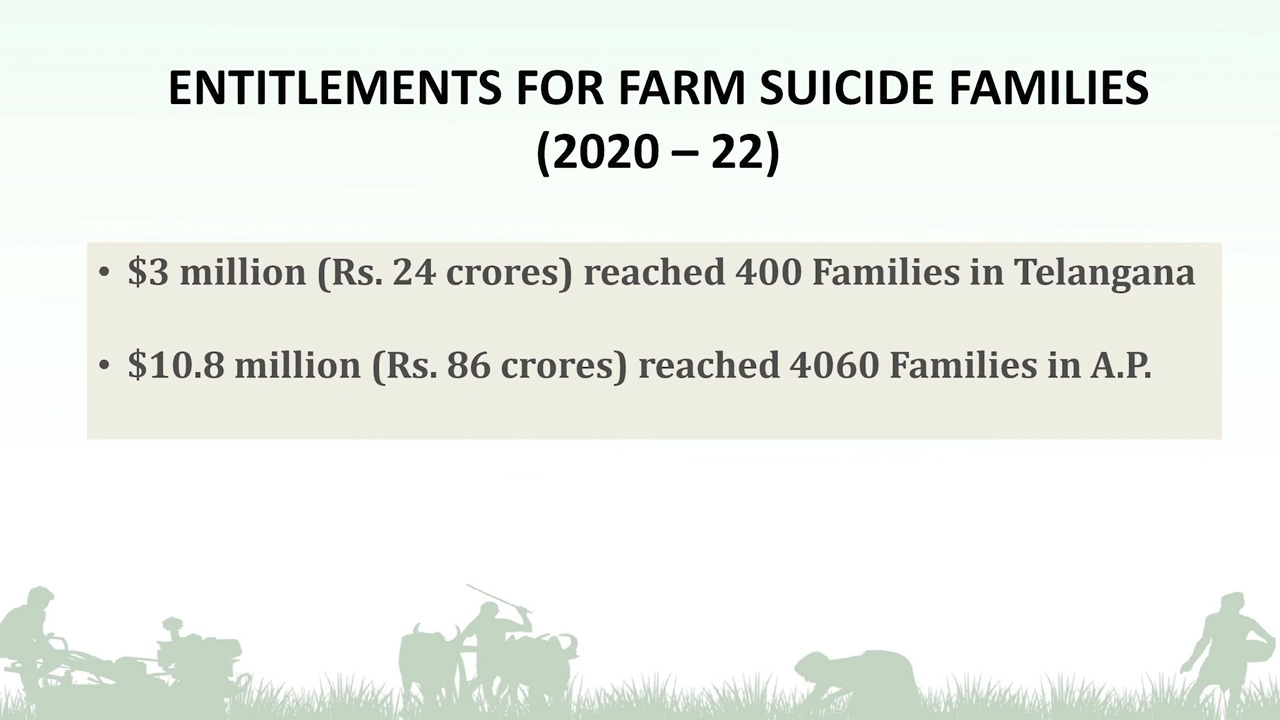 ENTITLEMENTS FOR FARM SUICIDE FAMILIES
(2020 – 22)
• $3 million (Rs. 24 crores) reached 400 Families in Telangana
• $10.8 million (Rs. 86 crores) reached 4060 Families in A.P.